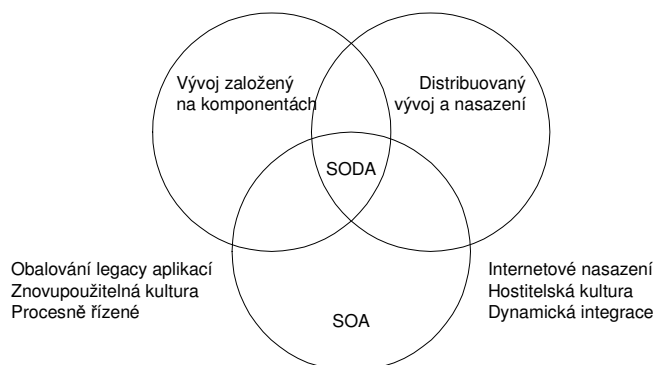 Vývoj založený
na komponentách
Distribuovaný
vývoj a nasazení
SODA
Obalování legacy aplikací
Znovupoužitelná kultura
Procesně řízené
Internetové nasazení
Hostitelská kultura
Dynamická integrace
SOA